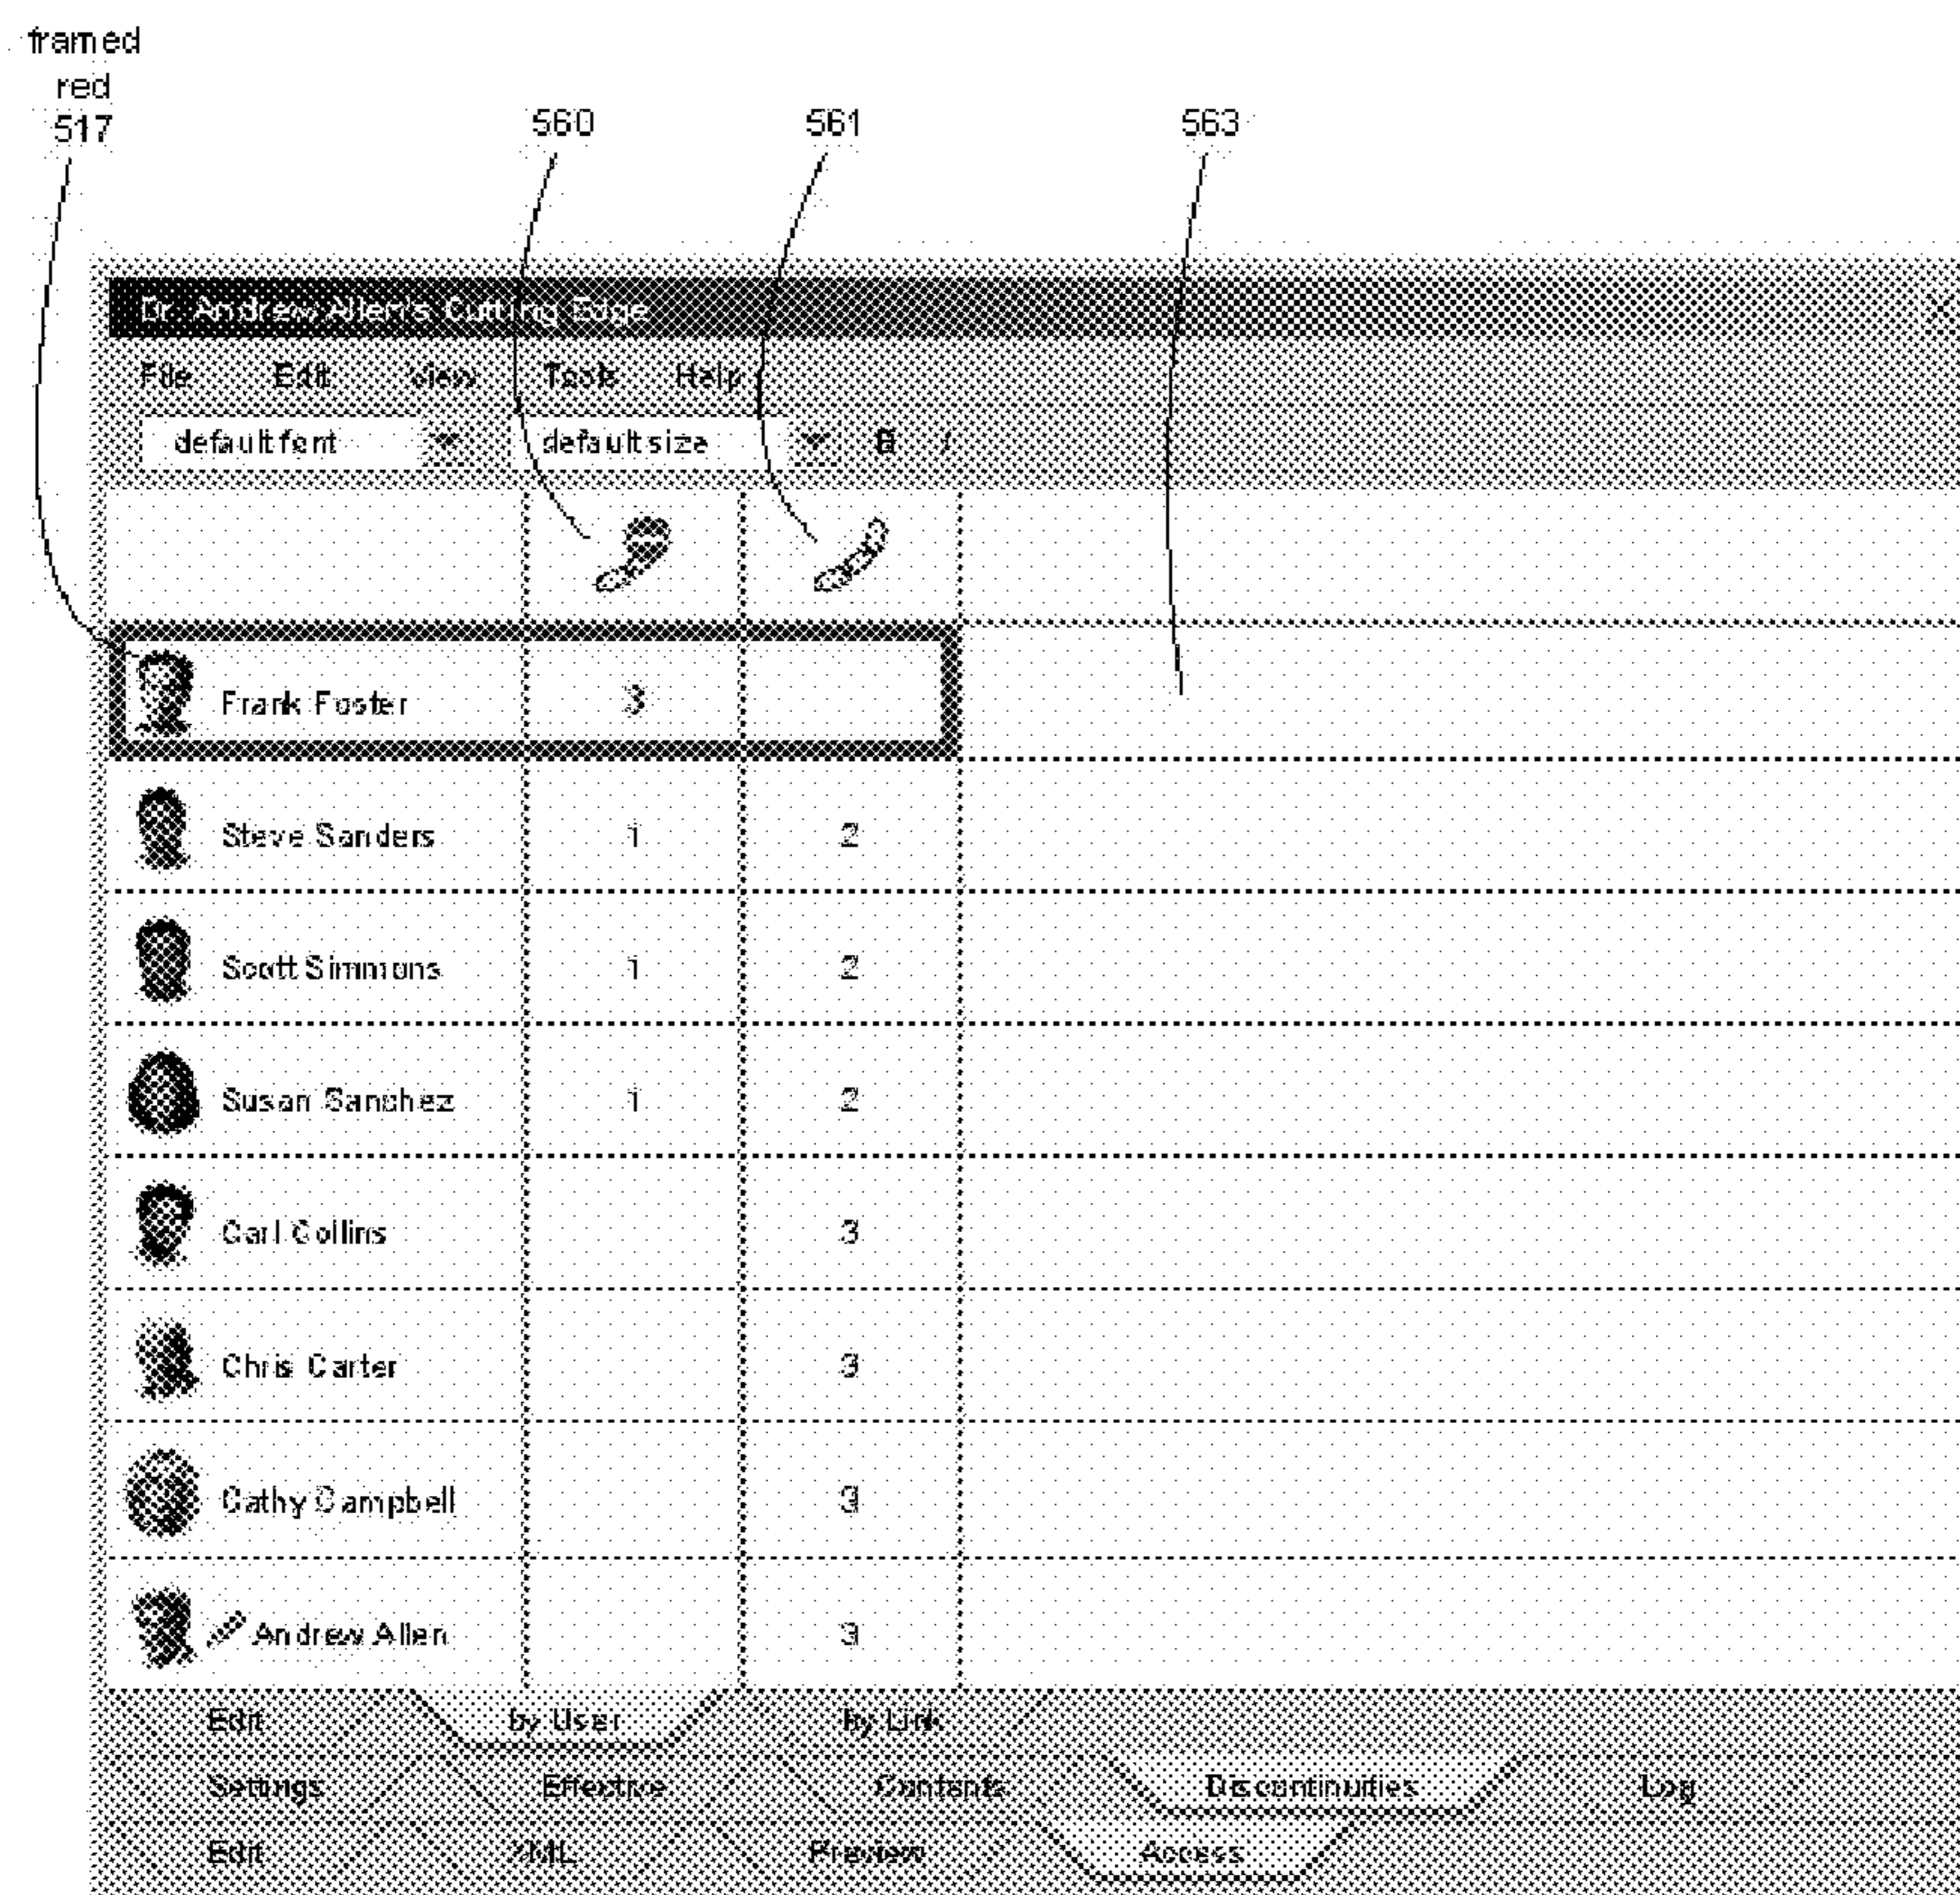 framed
red
517
560 561 563
Dr. Andrew Allen's Cutting Edge
File Edit View Tools Help
default font default size B I
Frank Foster 3
Steve Sanders 1 2
Scott Simmons 1 2
Susan Sanchez 1 2
Carl Collins 3
Chris Carter 3
Cathy Campbell 3
Andrew Allen 3
Edit by User by Link
Settings Effective Contents Discontinuities Log
Edit XML Preview Access